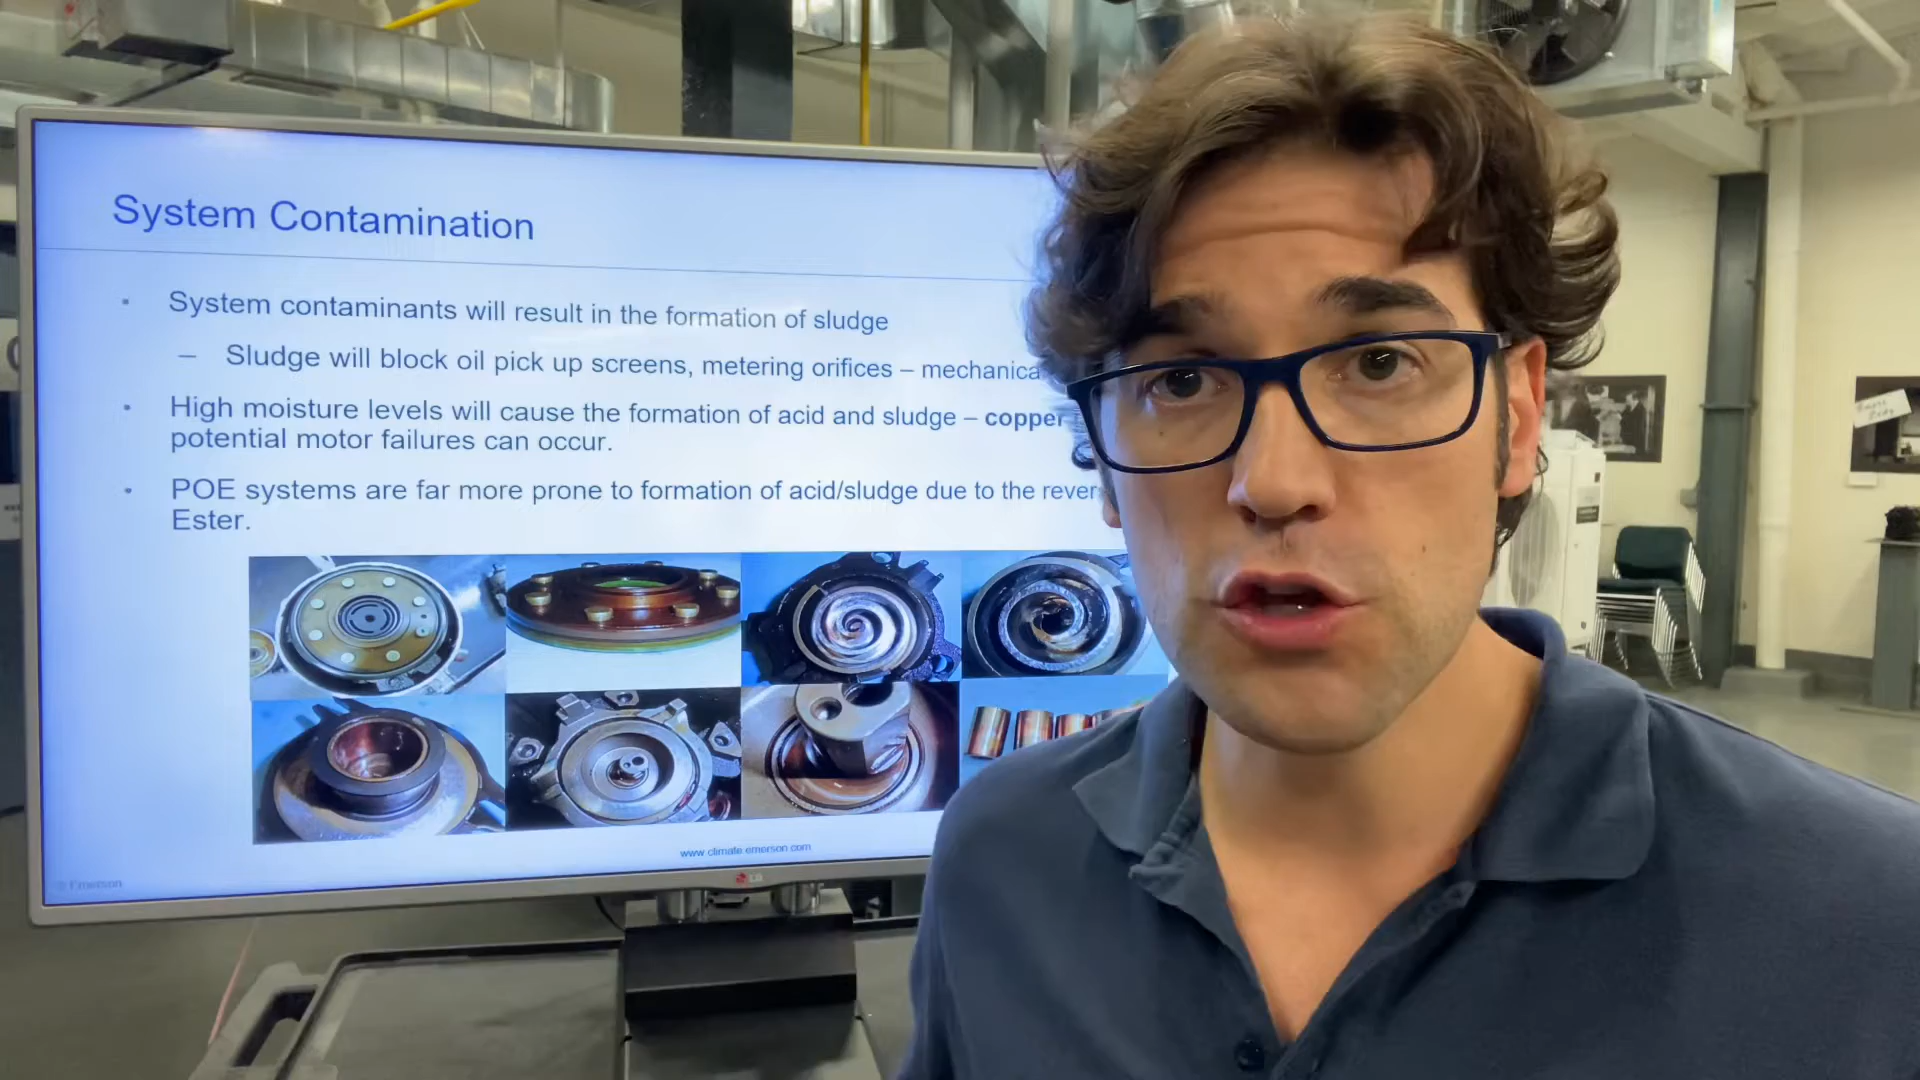 System Contamination
System contaminants will result in the formation of sludge
– Sludge will block oil pick up screens, metering orifices – mechanica
High moisture levels will cause the formation of acid and sludge – copper
potential motor failures can occur.
POE systems are far more prone to formation of acid/sludge due to the rever
Ester.
www.climate.emerson.com
© Emerson
LG